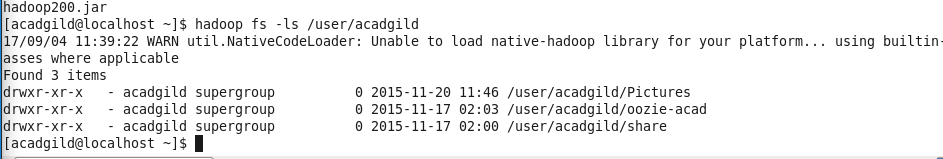 hadoop200.jar
[acadgild@localhost ~]$ hadoop fs -ls /user/acadgild
17/09/04 11:39:22 WARN util.NativeCodeLoader: Unable to load native-hadoop library for your platform... using builtin-
asses where applicable
Found 3 items
drwxr-xr-x   - acadgild supergroup          0 2015-11-20 11:46 /user/acadgild/Pictures
drwxr-xr-x   - acadgild supergroup          0 2015-11-17 02:03 /user/acadgild/oozie-acad
drwxr-xr-x   - acadgild supergroup          0 2015-11-17 02:00 /user/acadgild/share
[acadgild@localhost ~]$